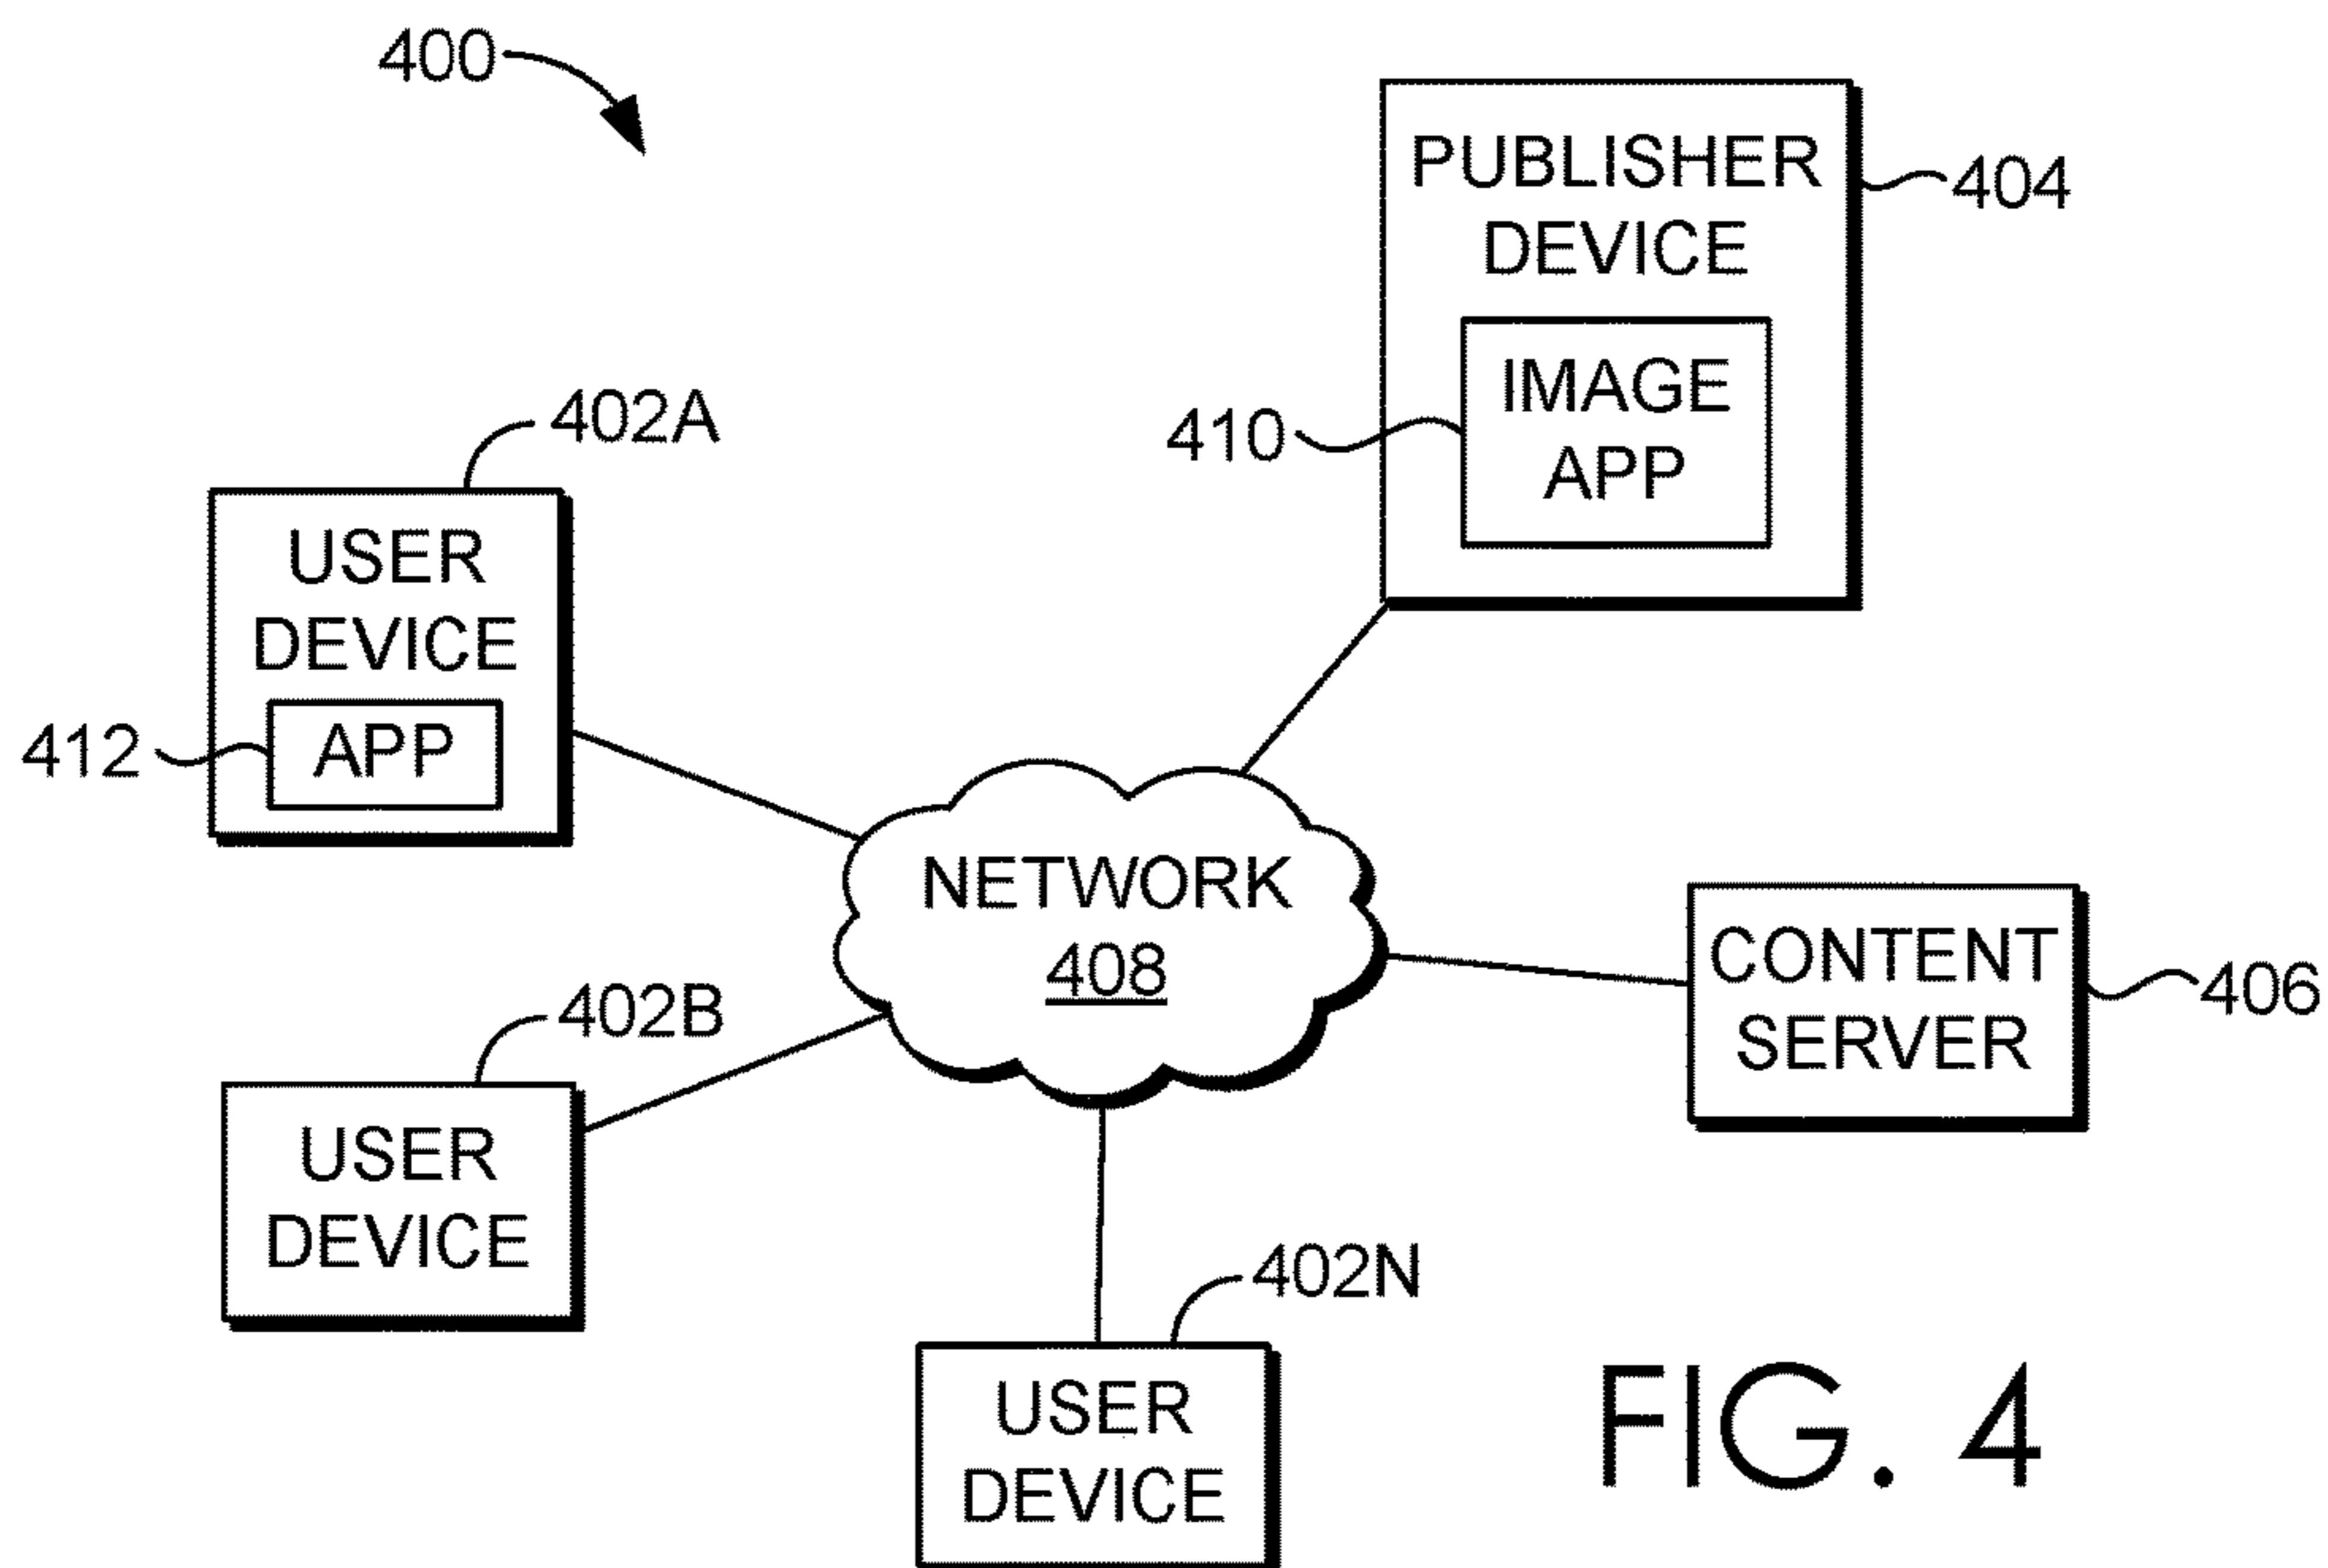 400
PUBLISHER
DEVICE
404
IMAGE
APP
410
402A
USER
DEVICE
APP
412
NETWORK
408
CONTENT
SERVER
406
402B
USER
DEVICE
402N
USER
DEVICE
FIG. 4